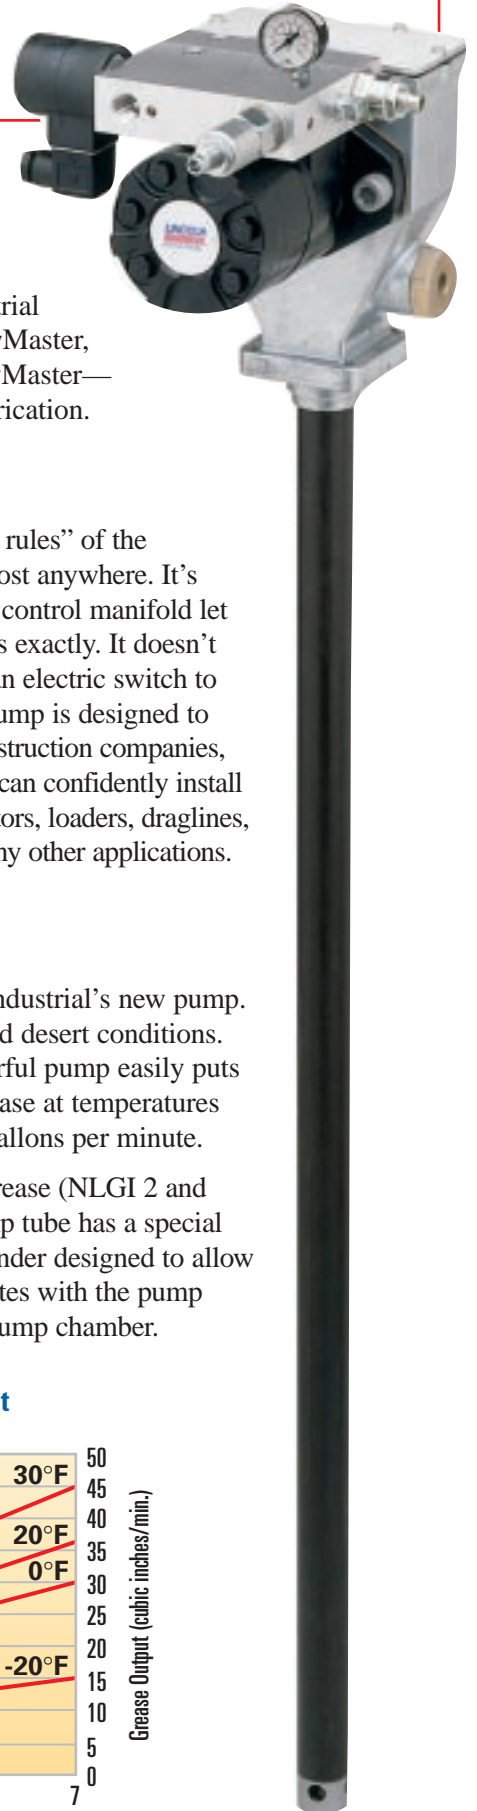 LINCOLN
trial
Master,
Master—
rication.
rules” of the
ost anywhere. It’s
control manifold let
s exactly. It doesn’t
an electric switch to
ump is designed to
struction companies,
can confidently install
tors, loaders, draglines,
ny other applications.
ndustrial’s new pump.
d desert conditions.
rful pump easily puts
ase at temperatures
allons per minute.
rease (NLGI 2 and
p tube has a special
nder designed to allow
tes with the pump
ump chamber.
t
30°F
20°F
0°F
-20°F
50
45
40
35
30
25
20
15
10
5
0
7
Grease Output (cubic inches/min.)